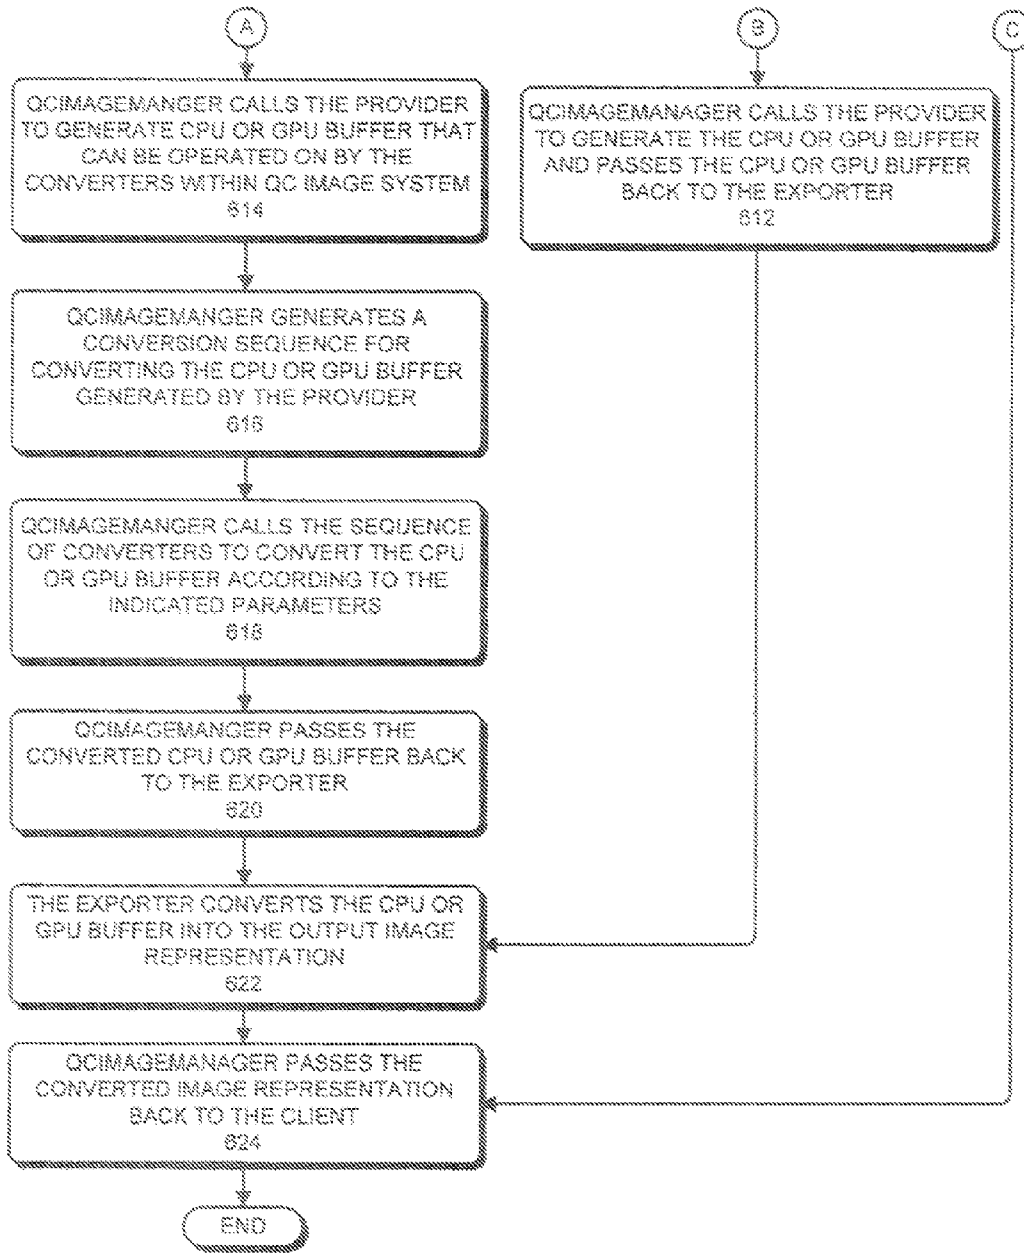 A
B
C
QCIMAGEMANGER CALLS THE PROVIDER
TO GENERATE CPU OR GPU BUFFER THAT
CAN BE OPERATED ON BY THE
CONVERTERS WITHIN QC IMAGE SYSTEM
614
QCIMAGEMANAGER CALLS THE PROVIDER
TO GENERATE THE CPU OR GPU BUFFER
AND PASSES THE CPU OR GPU BUFFER
BACK TO THE EXPORTER
612
QCIMAGEMANGER GENERATES A
CONVERSION SEQUENCE FOR
CONVERTING THE CPU OR GPU BUFFER
GENERATED BY THE PROVIDER
616
QCIMAGEMANGER CALLS THE SEQUENCE
OF CONVERTERS TO CONVERT THE CPU
OR GPU BUFFER ACCORDING TO THE
INDICATED PARAMETERS
618
QCIMAGEMANGER PASSES THE
CONVERTED CPU OR GPU BUFFER BACK
TO THE EXPORTER
620
THE EXPORTER CONVERTS THE CPU OR
GPU BUFFER INTO THE OUTPUT IMAGE
REPRESENTATION
622
QCIMAGEMANAGER PASSES THE
CONVERTED IMAGE REPRESENTATION
BACK TO THE CLIENT
624
END